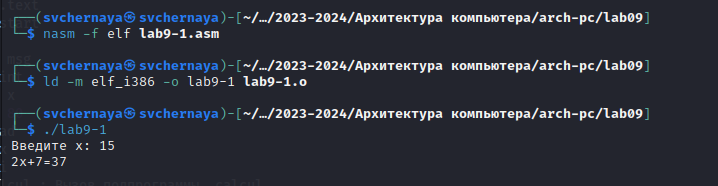 ┌──(svchernaya㉿svchernaya)-[~/…/2023-2024/Архитектура компьютера/arch-pc/lab09]
└─$ nasm -f elf lab9-1.asm
┌──(svchernaya㉿svchernaya)-[~/…/2023-2024/Архитектура компьютера/arch-pc/lab09]
└─$ ld -m elf_i386 -o lab9-1 lab9-1.o
┌──(svchernaya㉿svchernaya)-[~/…/2023-2024/Архитектура компьютера/arch-pc/lab09]
└─$ ./lab9-1
Введите x: 15
2x+7=37